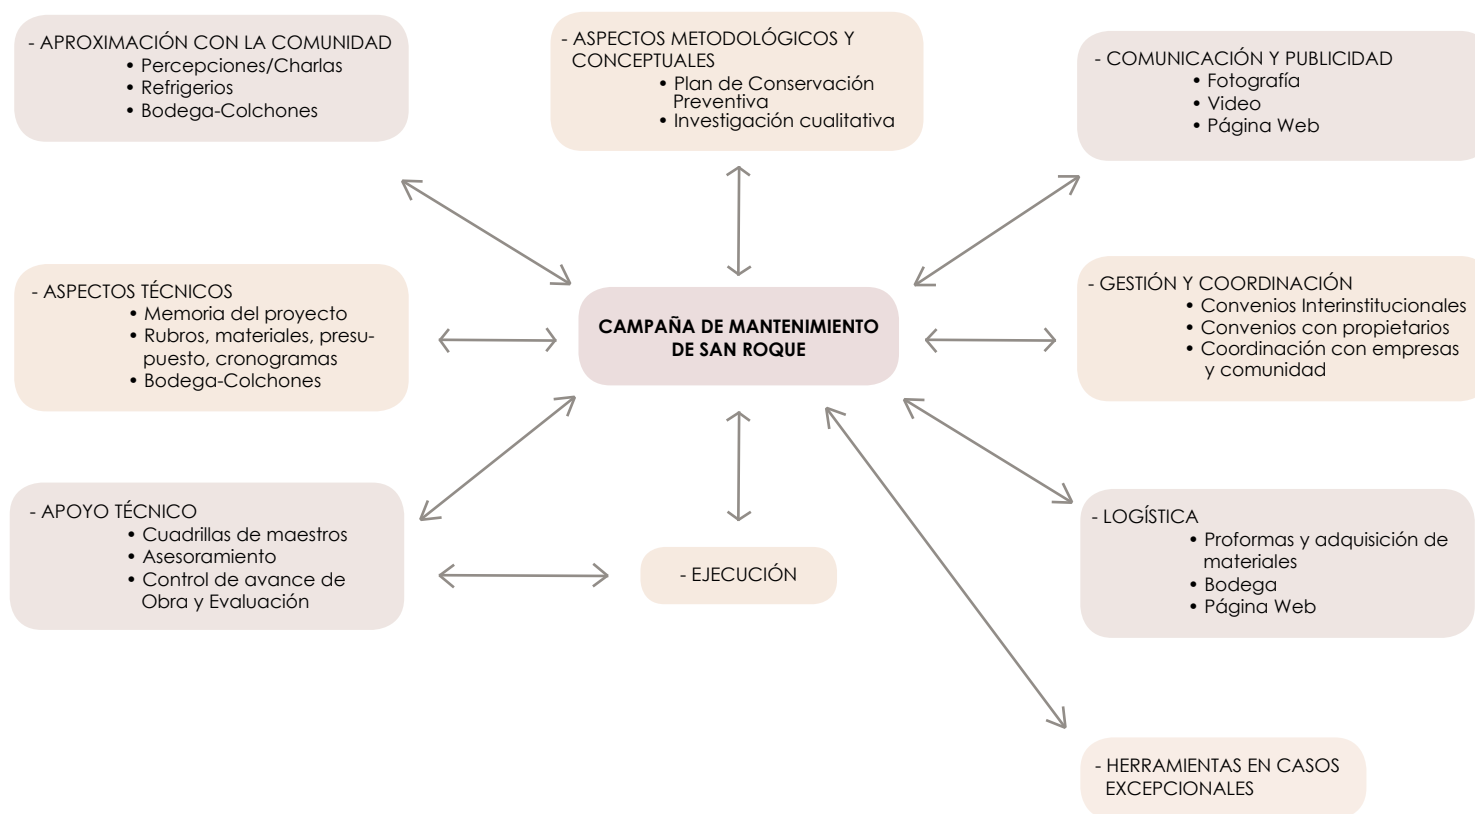 - APROXIMACIÓN CON LA COMUNIDAD
• Percepciones/Charlas
• Refrigerios
• Bodega-Colchones
- ASPECTOS METODOLÓGICOS Y
CONCEPTUALES
• Plan de Conservación
Preventiva
• Investigación cualitativa
- COMUNICACIÓN Y PUBLICIDAD
• Fotografía
• Video
• Página Web
- ASPECTOS TÉCNICOS
• Memoria del proyecto
• Rubros, materiales, presu-
puesto, cronogramas
• Bodega-Colchones
CAMPAÑA DE MANTENIMIENTO
DE SAN ROQUE
- GESTIÓN Y COORDINACIÓN
• Convenios Interinstitucionales
• Convenios con propietarios
• Coordinación con empresas
y comunidad
- APOYO TÉCNICO
• Cuadrillas de maestros
• Asesoramiento
• Control de avance de
Obra y Evaluación
- EJECUCIÓN
- LOGÍSTICA
• Proformas y adquisición de
materiales
• Bodega
• Página Web
- HERRAMIENTAS EN CASOS
EXCEPCIONALES